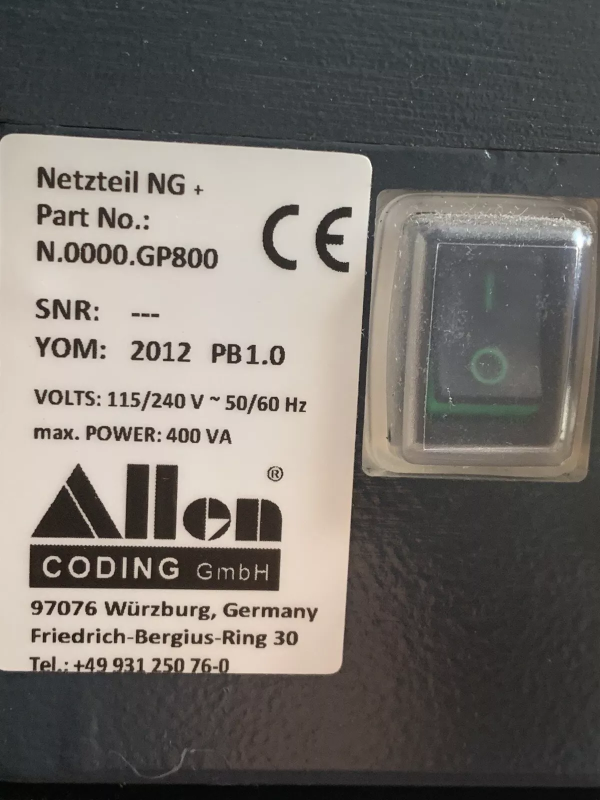 Netzteil NG +
Part No.:
N.0000.GP800
CE
SNR: ---
YOM: 2012 PB1.0
VOLTS: 115/240 V ~ 50/60 Hz
max. POWER: 400 VA
Allen ®
CODING GmbH
97076 Würzburg, Germany
Friedrich-Bergius-Ring 30
Tel.: +49 931 250 76-0